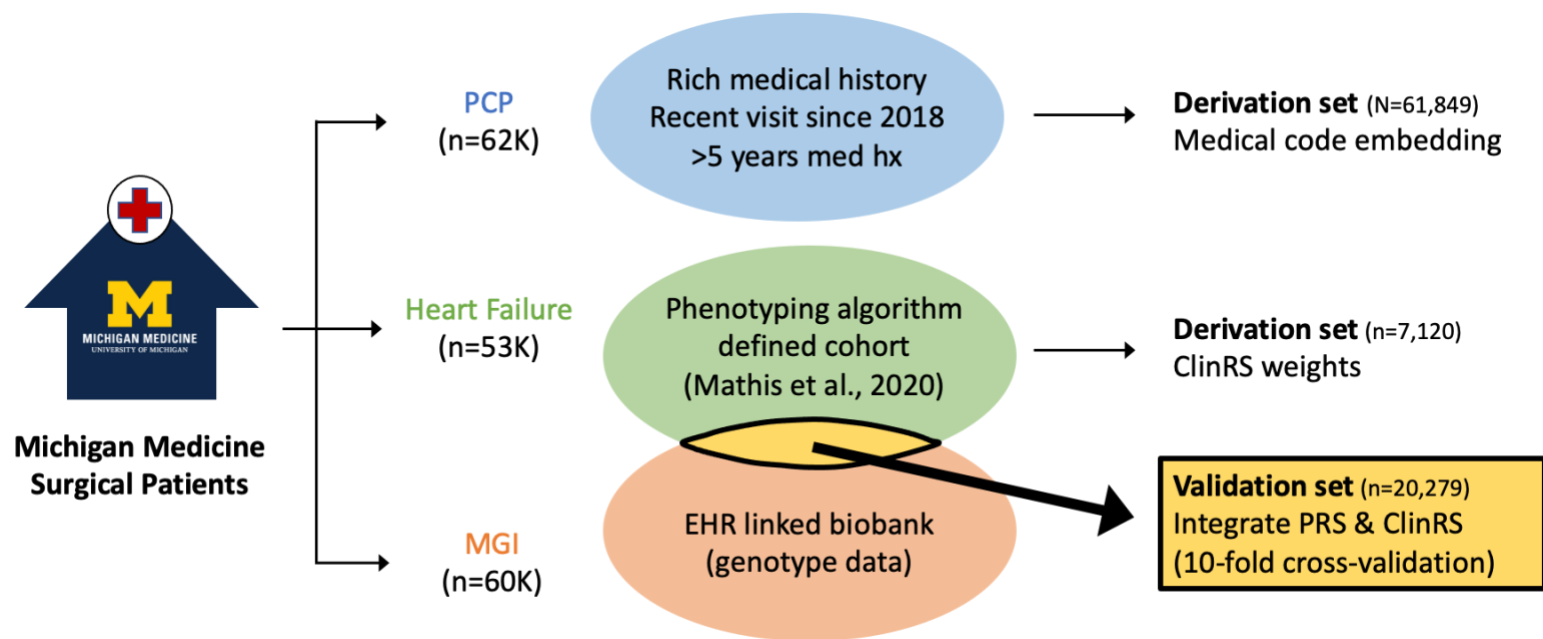 M
MICHIGAN MEDICINE
UNIVERSITY OF MICHIGAN
Michigan Medicine
Surgical Patients
PCP
(n=62K)
Rich medical history
Recent visit since 2018
>5 years med hx
Derivation set (N=61,849)
Medical code embedding
Heart Failure
(n=53K)
Phenotyping algorithm
defined cohort
(Mathis et al., 2020)
Derivation set (n=7,120)
ClinRS weights
MGI
(n=60K)
EHR linked biobank
(genotype data)
Validation set (n=20,279)
Integrate PRS & ClinRS
(10-fold cross-validation)